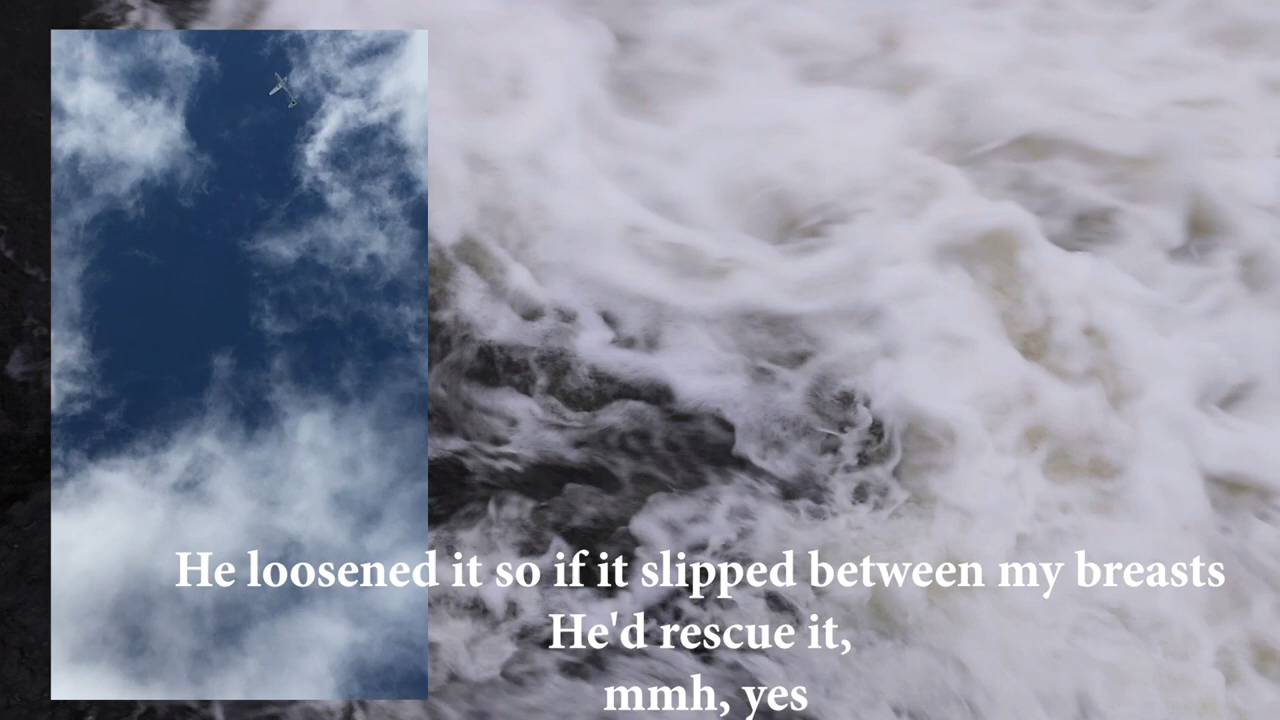 He loosened it so if it slipped between my breasts
He'd rescue it,
mmh, yes